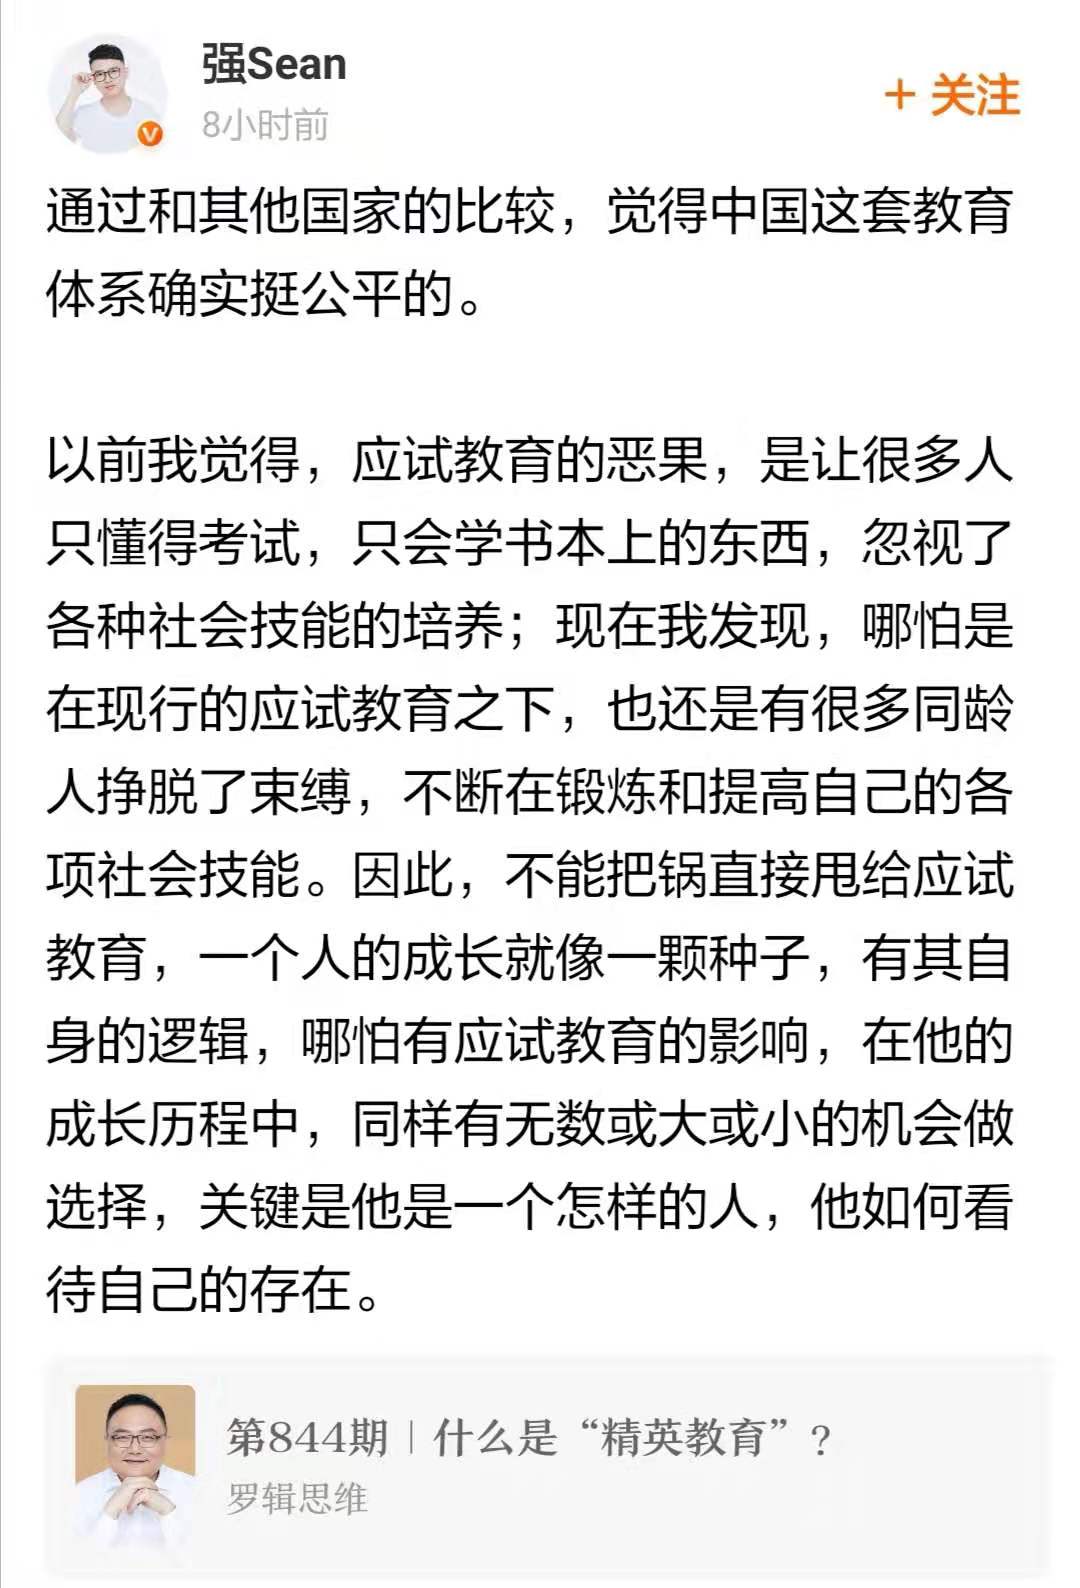 强Sean
8小时前
+ 关注
通过和其他国家的比较，觉得中国这套教育
体系确实挺公平的。
以前我觉得，应试教育的恶果，是让很多人
只懂得考试，只会学书本上的东西，忽视了
各种社会技能的培养；现在我发现，哪怕是
在现行的应试教育之下，也还是有很多同龄
人挣脱了束缚，不断在锻炼和提高自己的各
项社会技能。因此，不能把锅直接甩给应试
教育，一个人的成长就像一颗种子，有其自
身的逻辑，哪怕有应试教育的影响，在他的
成长历程中，同样有无数或大或小的机会做
选择，关键是他是一个怎样的人，他如何看
待自己的存在。
第844期｜什么是“精英教育”？
罗辑思维